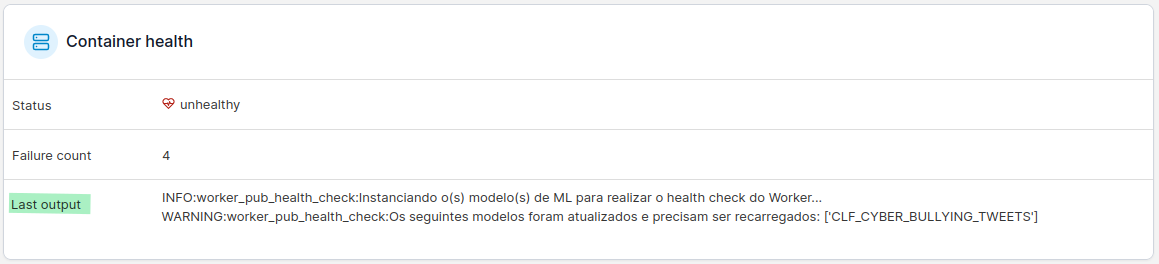 Container health
Status unhealthy
Failure count 4
Last output INFO:worker_pub_health_check:Instanciando o(s) modelo(s) de ML para realizar o health check do Worker...
WARNING:worker_pub_health_check:Os seguintes modelos foram atualizados e precisam ser recarregados: ['CLF_CYBER_BULLYING_TWEETS']